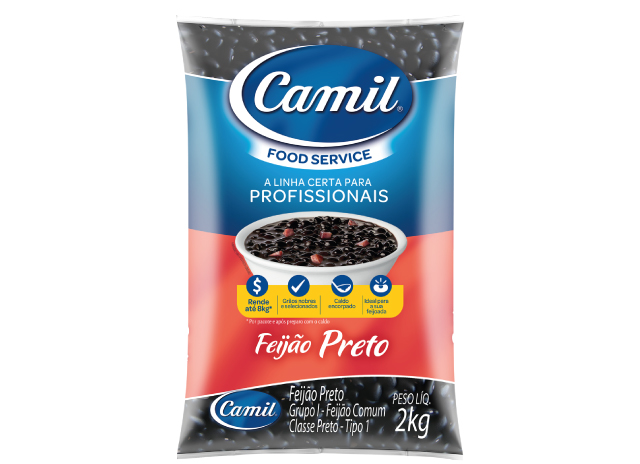 Camil®
FOOD SERVICE
A LINHA CERTA PARA
PROFISSIONAIS
$
Rende
até 8kg*
Grãos nobres
e selecionados
Caldo
encorpado
Ideal para
a sua
feijoada
*Por pacote e após preparo com o caldo.
Feijão Preto
Camil
Feijão Preto
Grupo I - Feijão Comum
Classe Preto - Tipo 1
PESO LÍQ.
2kg